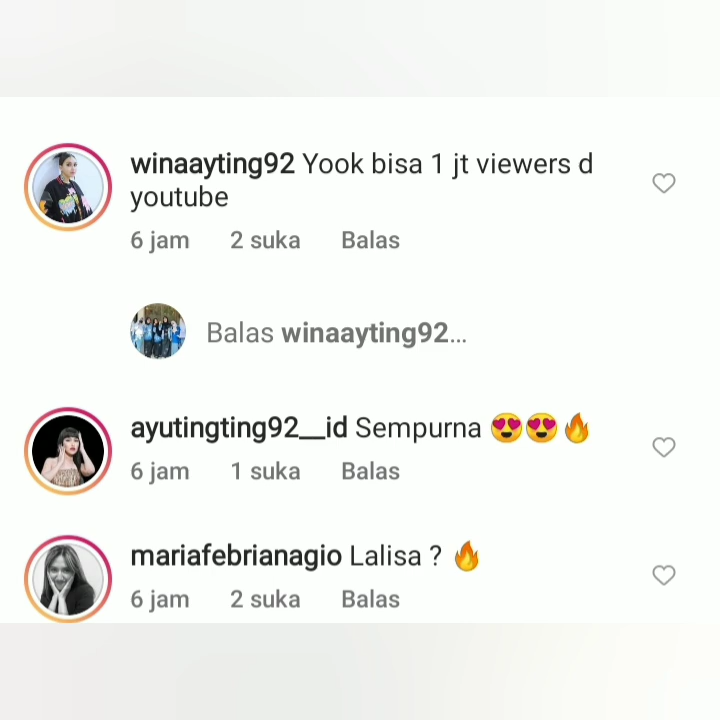 winaayting92 Yook bisa 1 jt viewers d
youtube
6 jam 2 suka Balas
Balas winaayting92...
ayutingting92__id Sempurna 😍😍🔥
6 jam 1 suka Balas
mariafebrianagio Lalisa ? 🔥
6 jam 2 suka Balas